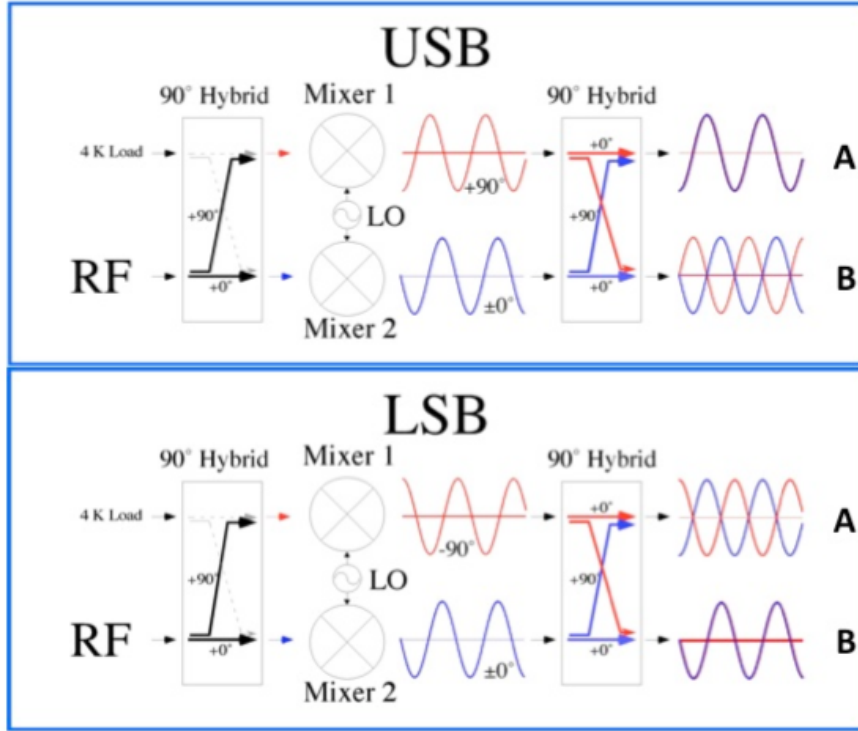 USB
90° Hybrid
Mixer 1
90° Hybrid
4 K Load
+0°
A
+90°
+90°
LO
+90°
RF
+0°
±0°
+0°
B
Mixer 2
LSB
90° Hybrid
Mixer 1
90° Hybrid
4 K Load
+0°
A
-90°
+90°
LO
+90°
RF
+0°
±0°
+0°
B
Mixer 2